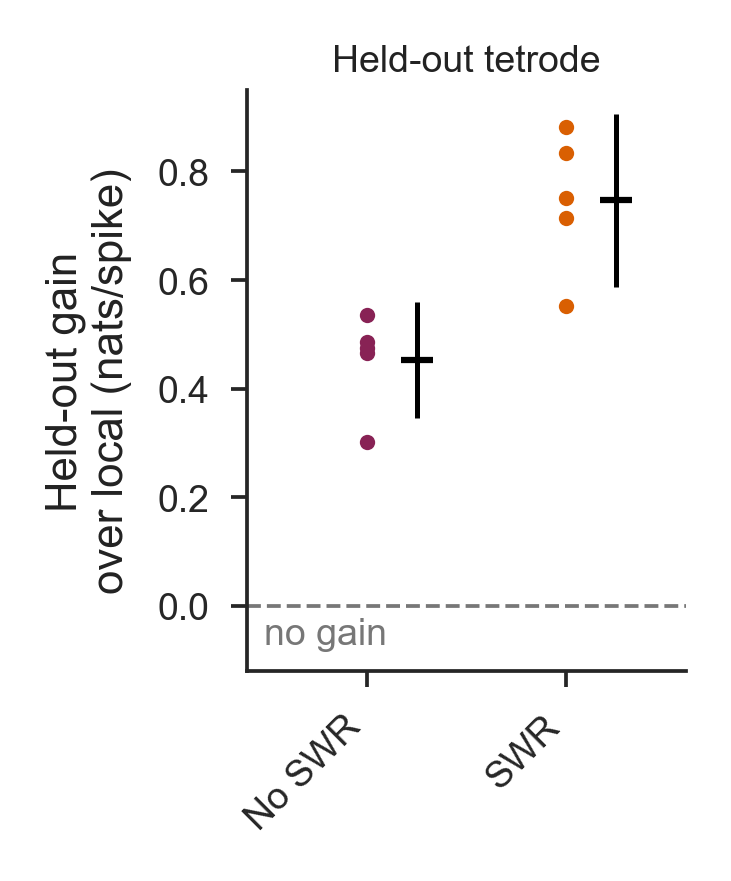 Held-out tetrode
Held-out gain
over local (nats/spike)
0.8
0.6
0.4
0.2
0.0
no gain
No SWR
SWR